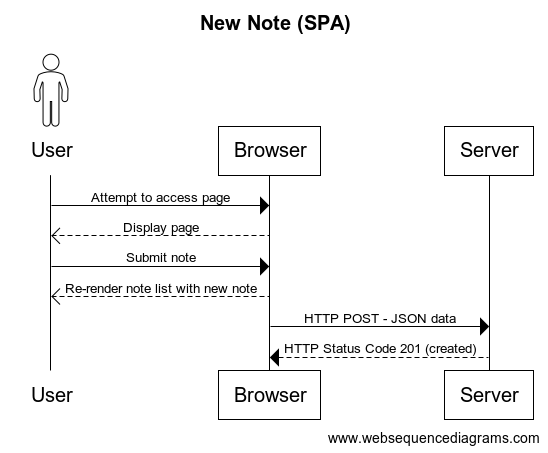 New Note (SPA)
User
Browser
Server
Attempt to access page
Display page
Submit note
Re-render note list with new note
HTTP POST - JSON data
HTTP Status Code 201 (created)
User
Browser
Server
www.websequencediagrams.com